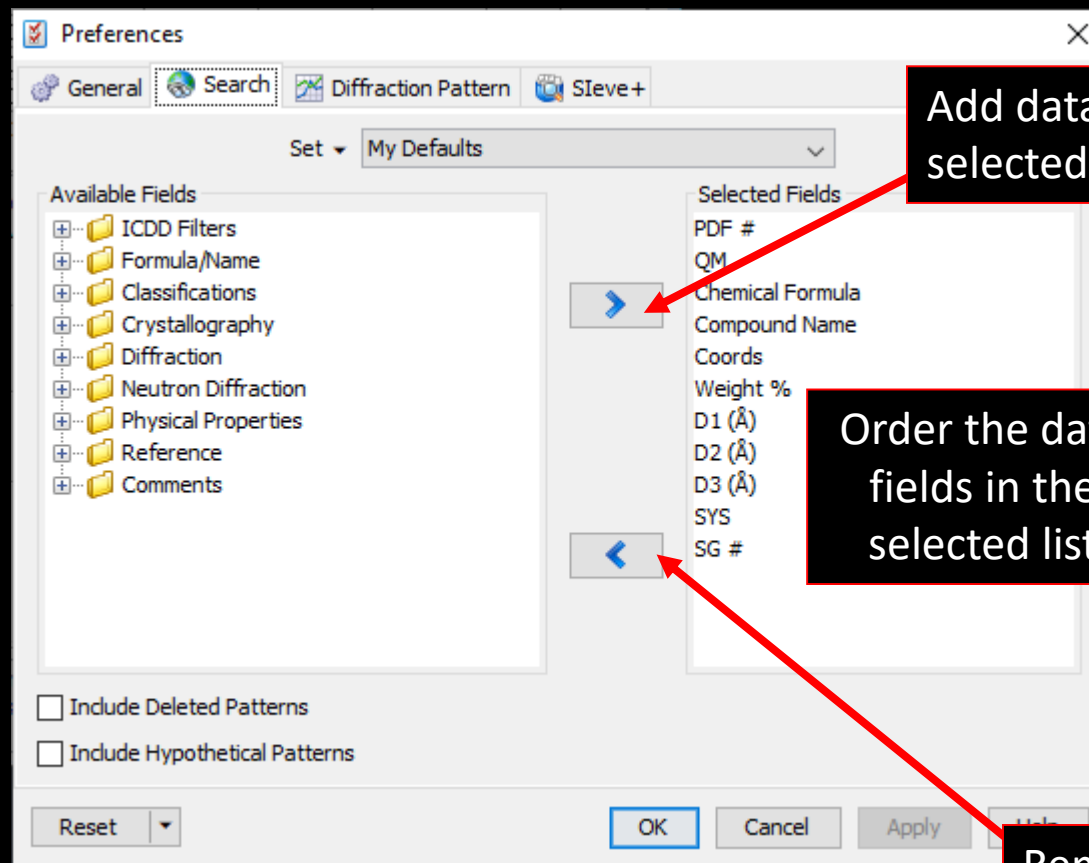 Preferences
General Search Diffraction Pattern SIeve+
Add data
selected
Set My Defaults
Available Fields
ICDD Filters
Formula/Name
Classifications
Crystallography
Diffraction
Neutron Diffraction
Physical Properties
Reference
Comments
Selected Fields
PDF #
QM
Chemical Formula
Compound Name
Coords
Weight %
D1 (Å)
D2 (Å)
D3 (Å)
SYS
SG #
Order the
fields in the
selected list
Include Deleted Patterns
Include Hypothetical Patterns
Reset OK Cancel Apply